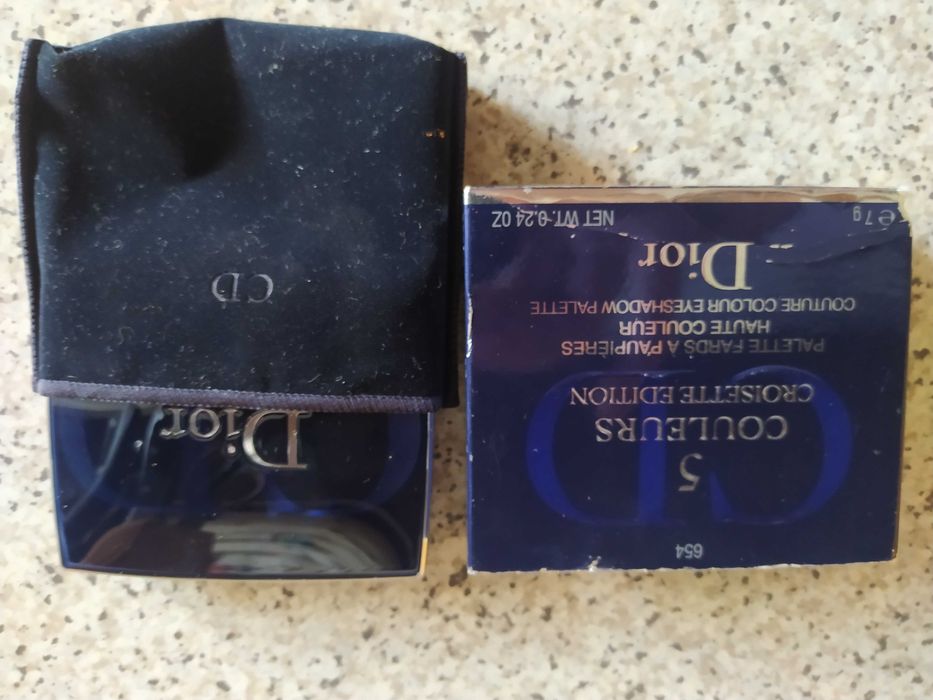 CD
Dior
654
5
COULEURS
CROISETTE EDITION
PALETTE FARDS À PAUPIÈRES
HAUTE COULEUR
COUTURE COLOUR EYESHADOW PALETTE
Dior
e 7 g NET WT. 0.24 OZ